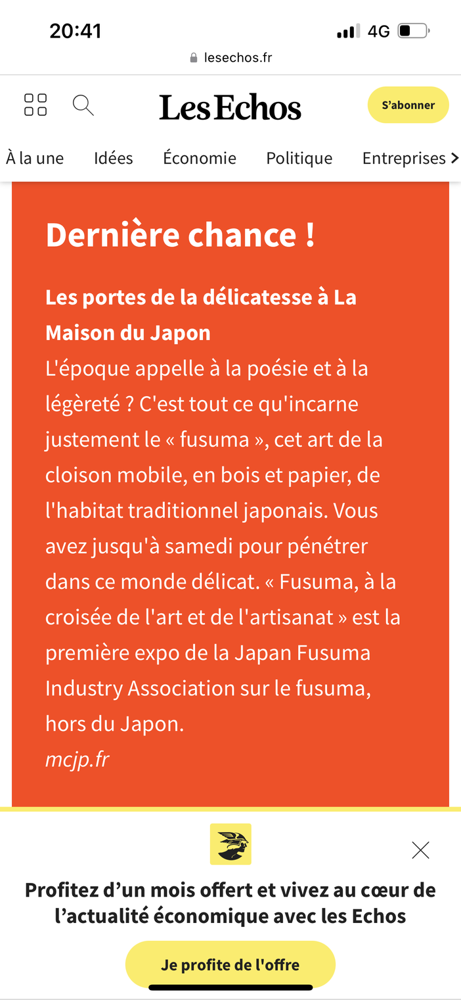 20:41
4G
lesechos.fr
Les Echos
S’abonner
À la une Idées Économie Politique Entreprises
Dernière chance !
Les portes de la délicatesse à La
Maison du Japon
L'époque appelle à la poésie et à la
légèreté ? C'est tout ce qu'incarne
justement le « fusuma », cet art de la
cloison mobile, en bois et papier, de
l'habitat traditionnel japonais. Vous
avez jusqu'à samedi pour pénétrer
dans ce monde délicat. « Fusuma, à la
croisée de l'art et de l'artisanat » est la
première expo de la Japan Fusuma
Industry Association sur le fusuma,
hors du Japon.
mcjp.fr
Profitez d’un mois offert et vivez au cœur de
l’actualité économique avec les Echos
Je profite de l'offre